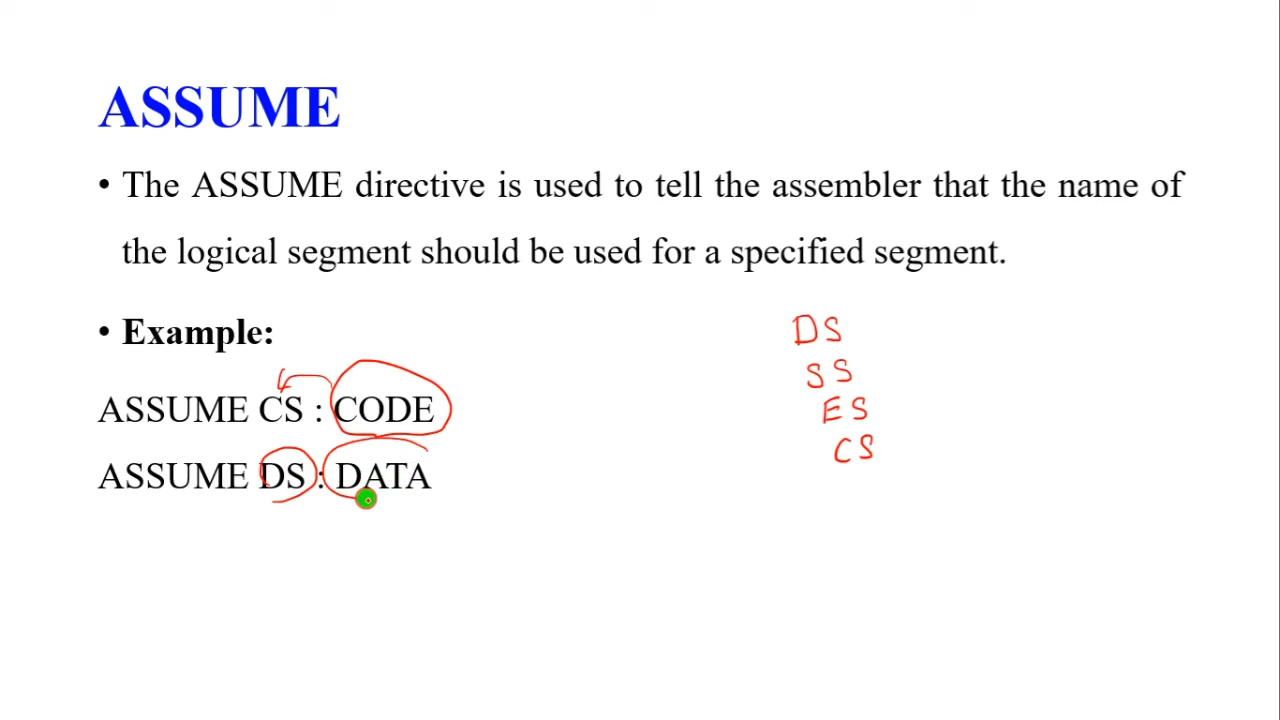 ASSUME
• The ASSUME directive is used to tell the assembler that the name of
the logical segment should be used for a specified segment.
• Example:
DS
SS
ES
CS
ASSUME CS : CODE
ASSUME DS : DATA